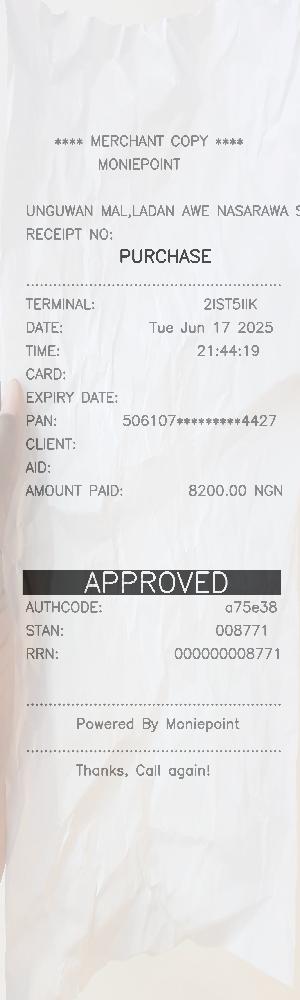 **** MERCHANT COPY ****
MONIEPOINT
UNGUWAN MAL,LADAN AWE NASARAWA S
RECEIPT NO:
PURCHASE
TERMINAL: 2IST5IIK
DATE: Tue Jun 17 2025
TIME: 21:44:19
CARD:
EXPIRY DATE:
PAN: 506107*********4427
CLIENT:
AID:
AMOUNT PAID: 8200.00 NGN
APPROVED
AUTHCODE: a75e38
STAN: 008771
RRN: 000000008771
Powered By Moniepoint
Thanks, Call again!